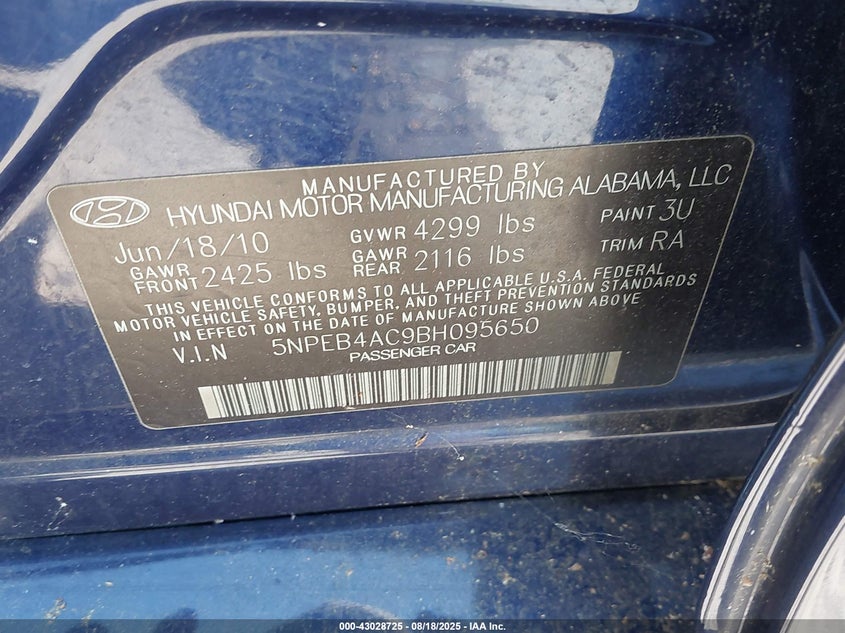 MANUFACTURED BY
HYUNDAI MOTOR MANUFACTURING ALABAMA, LLC
Jun/18/10 GVWR 4299 lbs PAINT 3U
GAWR FRONT 2425 lbs GAWR REAR 2116 lbs TRIM RA
THIS VEHICLE CONFORMS TO ALL APPLICABLE U.S.A. FEDERAL
MOTOR VEHICLE SAFETY, BUMPER, AND THEFT PREVENTION STANDARDS
IN EFFECT ON THE DATE OF MANUFACTURE SHOWN ABOVE
V.I.N 5NPEB4AC9BH095650
PASSENGER CAR
000-43028725 - 08/18/2025 - IAA Inc.